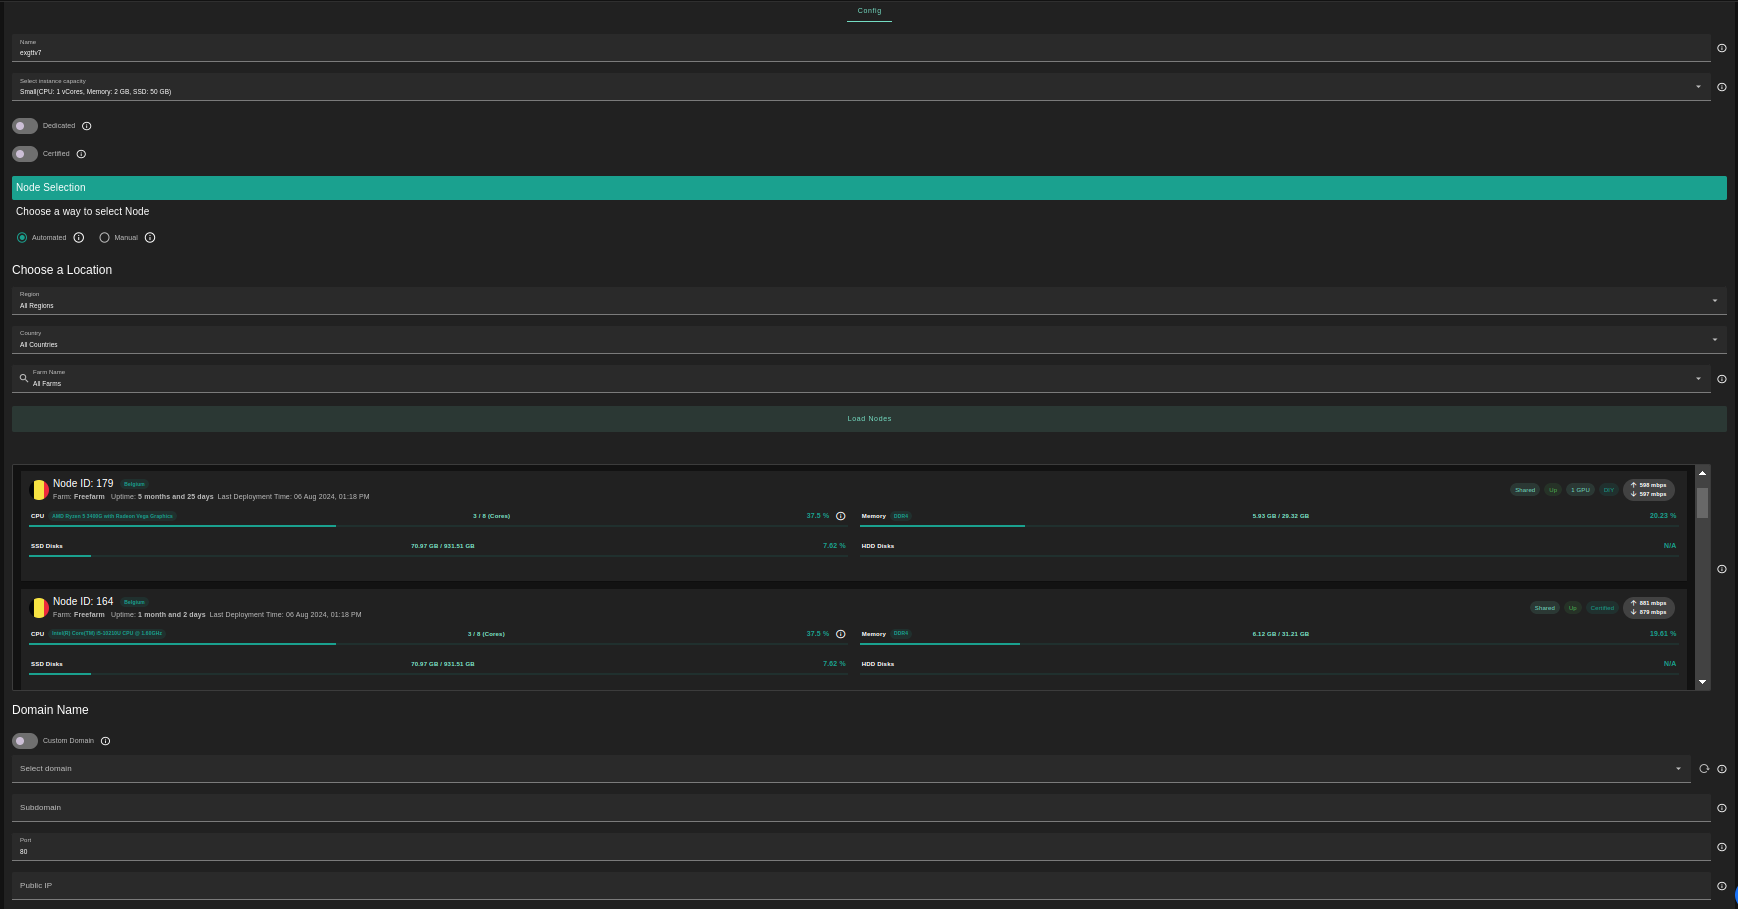 Config
Name
exgttv7
Select instance capacity
Small(CPU: 1 vCores, Memory: 2 GB, SSD: 50 GB)
Dedicated
Certified
Node Selection
Choose a way to select Node
Automated Manual
Choose a Location
Region
All Regions
Country
All Countries
Farm Name
All Farms
Load Nodes
Node ID: 179 Belgium
Farm: Freefarm Uptime: 5 months and 25 days Last Deployment Time: 06 Aug 2024, 01:18 PM
Shared Up 1 GPU DIY 598 mbps
597 mbps
CPU AMD Ryzen 5 3400G with Radeon Vega Graphics 3 / 8 (Cores) 37.5 %
Memory DDR4 5.93 GB / 29.32 GB 20.23 %
SSD Disks 70.97 GB / 931.51 GB 7.62 %
HDD Disks N/A
Node ID: 164 Belgium
Farm: Freefarm Uptime: 1 month and 2 days Last Deployment Time: 06 Aug 2024, 01:18 PM
Shared Up Certified 881 mbps
879 mbps
CPU Intel(R) Core(TM) i5-10210U CPU @ 1.60GHz 3 / 8 (Cores) 37.5 %
Memory DDR4 6.12 GB / 31.21 GB 19.61 %
SSD Disks 70.97 GB / 931.51 GB 7.62 %
HDD Disks N/A
Domain Name
Custom Domain
Select domain
Subdomain
Port
80
Public IP